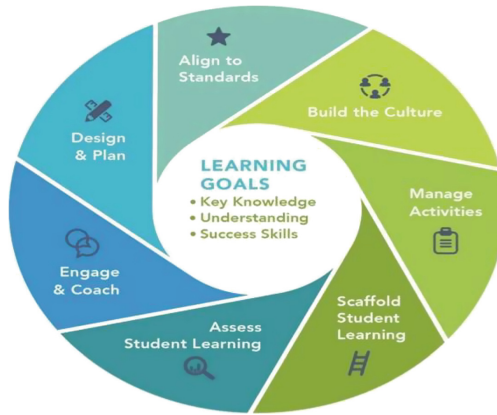 Align to
Standards
Build the Culture
Manage
Activities
Scaffold
Student
Learning
Assess
Student Learning
Engage
& Coach
Design
& Plan
LEARNING
GOALS
• Key Knowledge
• Understanding
• Success Skills